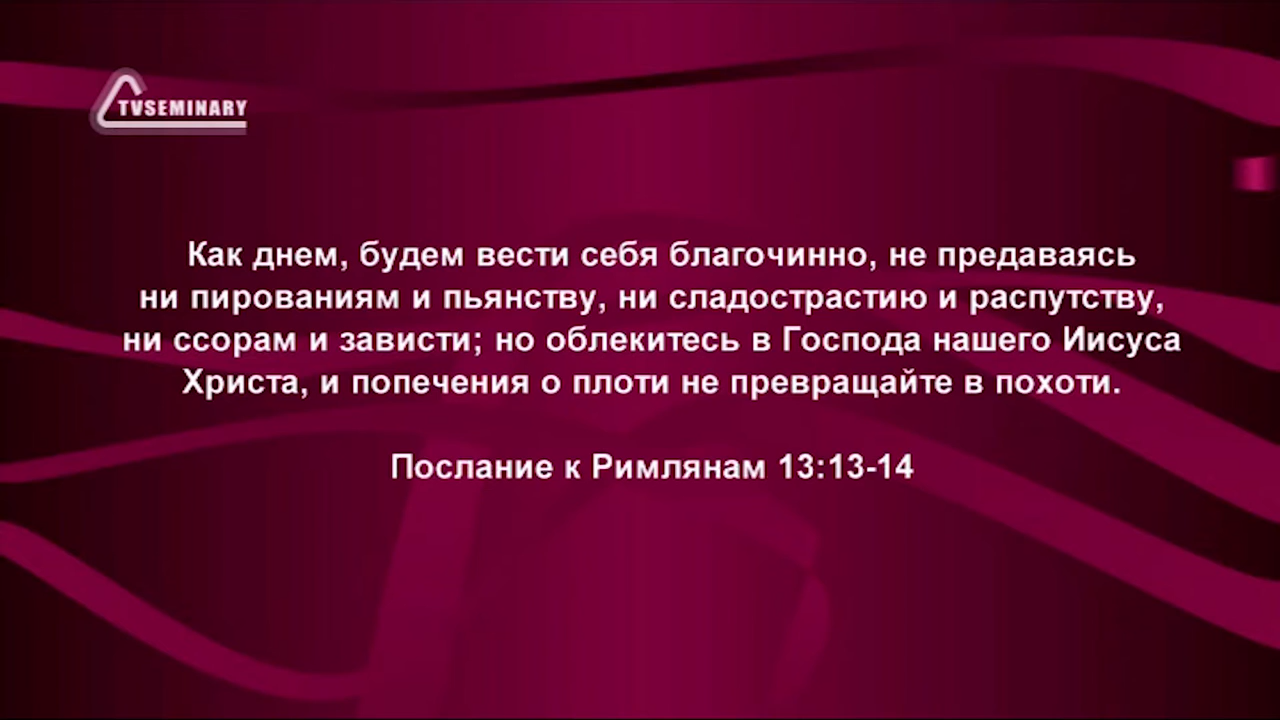 TVSEMINARY
Как днем, будем вести себя благочинно, не предаваясь
ни пированиям и пьянству, ни сладострастию и распутству,
ни ссорам и зависти; но облекитесь в Господа нашего Иисуса
Христа, и попечения о плоти не превращайте в похоти.
Послание к Римлянам 13:13-14